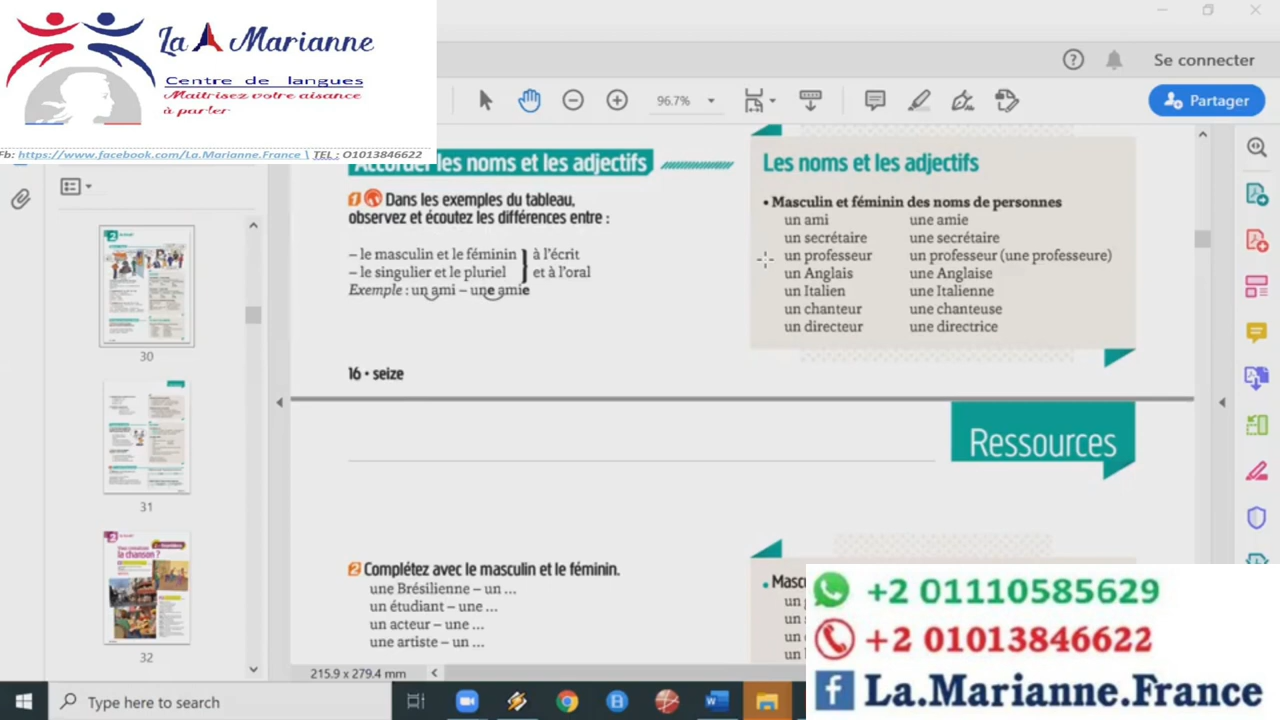 La Marianne
Centre de langues
Maitrisez votre aisance
à parler
Fb: https://www.facebook.com/La.Marianne.France \ TEL : O1013846622
Se connecter
96.7%
Partager
Accorder les noms et les adjectifs
1 Dans les exemples du tableau,
observez et écoutez les différences entre :
– le masculin et le féminin } à l'écrit
– le singulier et le pluriel } et à l'oral
Exemple : un ami – une amie
16 • seize
Les noms et les adjectifs
• Masculin et féminin des noms de personnes
un ami une amie
un secrétaire une secrétaire
un professeur un professeur (une professeure)
un Anglais une Anglaise
un Italien une Italienne
un chanteur une chanteuse
un directeur une directrice
Ressources
2 Complétez avec le masculin et le féminin.
une Brésilienne – un ...
un étudiant – une ...
un acteur – une ...
une artiste – un ...
30
31
32
215.9 x 279.4 mm
+2 01110585629
+2 01013846622
La.Marianne.France
Type here to search